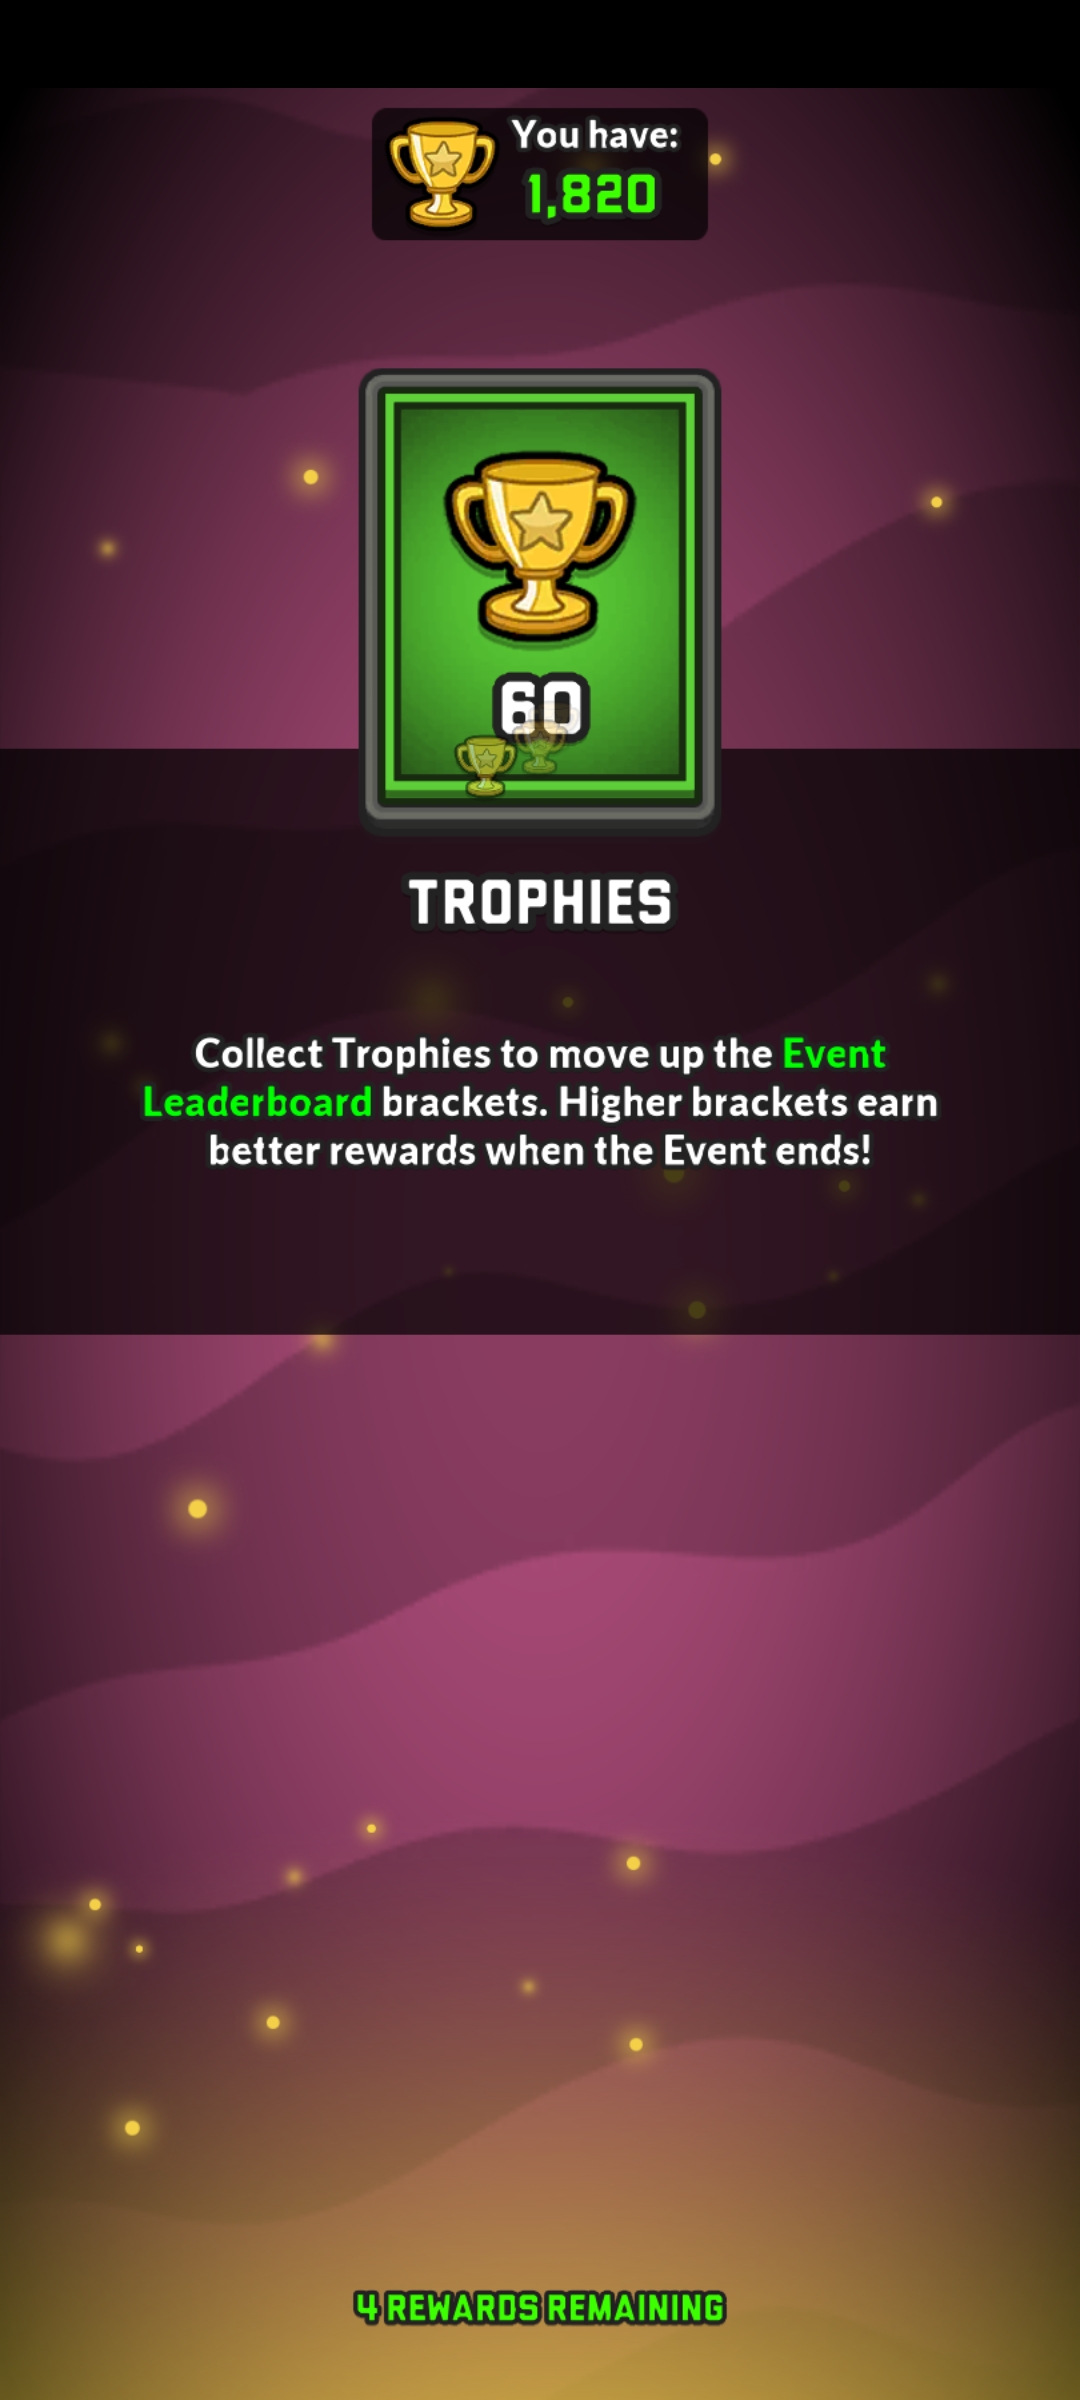 You have:
1,820
60
TROPHIES
Collect Trophies to move up the Event
Leaderboard brackets. Higher brackets earn
better rewards when the Event ends!
4 REWARDS REMAINING